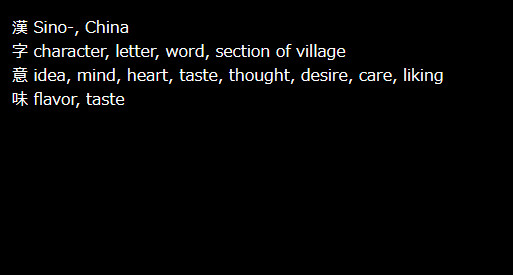 漢 Sino-, China
字 character, letter, word, section of village
意 idea, mind, heart, taste, thought, desire, care, liking
味 flavor, taste